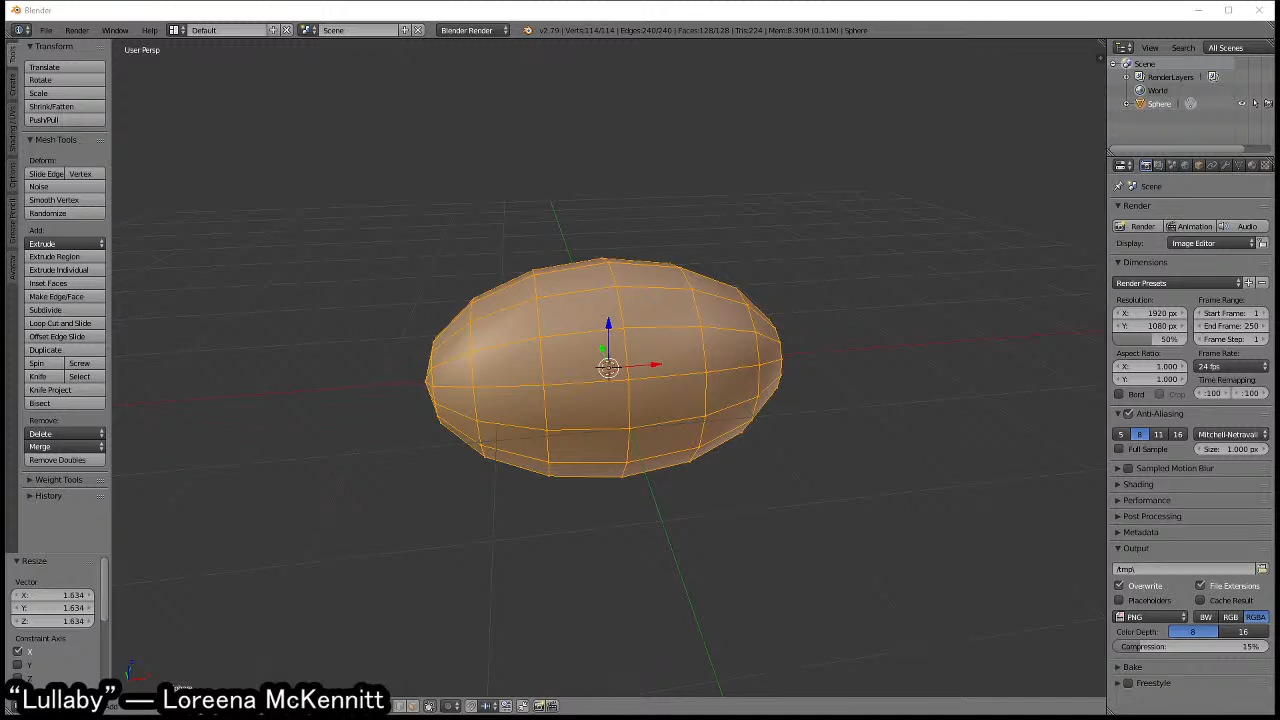 Blender
File Render Window Help Default Scene Blender Render v2.79 | Verts:114/114 | Edges:240/240 | Faces:128/128 | Tris:224 | Mem:8.39M (0.11M) | Sphere
Transform
Translate
Rotate
Scale
Shrink/Fatten
Push/Pull
Mesh Tools
Deform:
Slide Edge Vertex
Noise
Smooth Vertex
Randomize
Add:
Extrude
Extrude Region
Extrude Individual
Inset Faces
Make Edge/Face
Subdivide
Loop Cut and Slide
Offset Edge Slide
Duplicate
Spin Screw
Knife Select
Knife Project
Bisect
Remove:
Delete
Merge
Remove Doubles
Weight Tools
History
Tools
Create
Shading / UVs
Options
Grease Pencil
Resize
Vector
X: 1.634
Y: 1.634
Z: 1.634
Constraint Axis
X
Y
Z
User Persp
View Search All Scenes
Scene
RenderLayers
World
Sphere
Scene
Render
Render Animation Audio
Display: Image Editor
Dimensions
Render Presets
Resolution: Frame Range:
X: 1920 px Start Frame: 1
Y: 1080 px End Frame: 250
50% Frame Step: 1
Aspect Ratio: Frame Rate:
X: 1.000 24 fps
Y: 1.000 Time Remapping:
Bord Crop :100 :100
Anti-Aliasing
5 8 11 16 Mitchell-Netravali
Full Sample Size: 1.000 px
Sampled Motion Blur
Shading
Performance
Post Processing
Metadata
Output
/tmp\
Overwrite File Extensions
Placeholders Cache Result
PNG BW RGB RGBA
Color Depth: 8 16
Compression: 15%
Bake
Freestyle
“Lullaby” — Loreena McKennitt